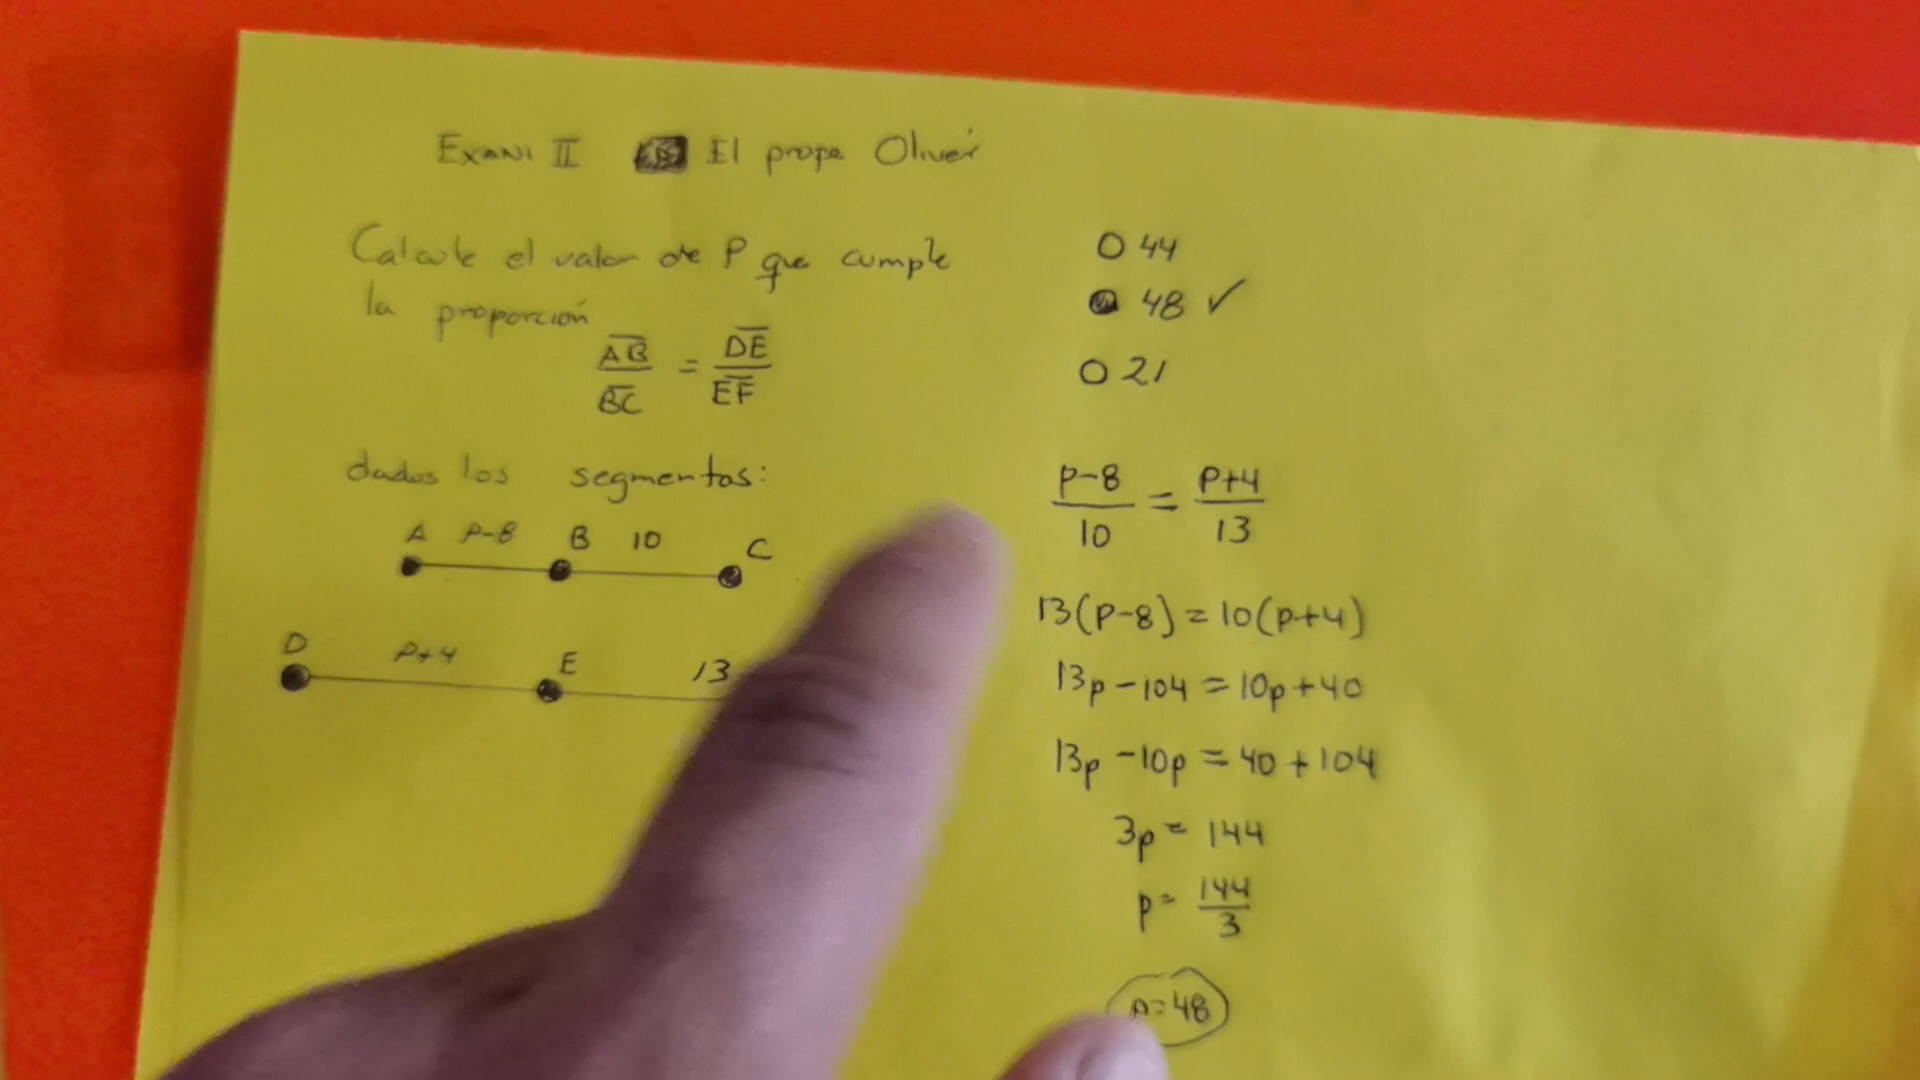 EXANI II El prope Oliver
Calcule el valor de P que cumple
la proporción
AB/BC = DE/EF
dados los segmentos:
A P-8 B 10 C
D P+4 E 13
O 44
48 ✓
O 21
P-8/10 = P+4/13
13(P-8)=10(P+4)
13p-104=10p+40
13p-10p=40+104
3p=144
p=144/3
p=48